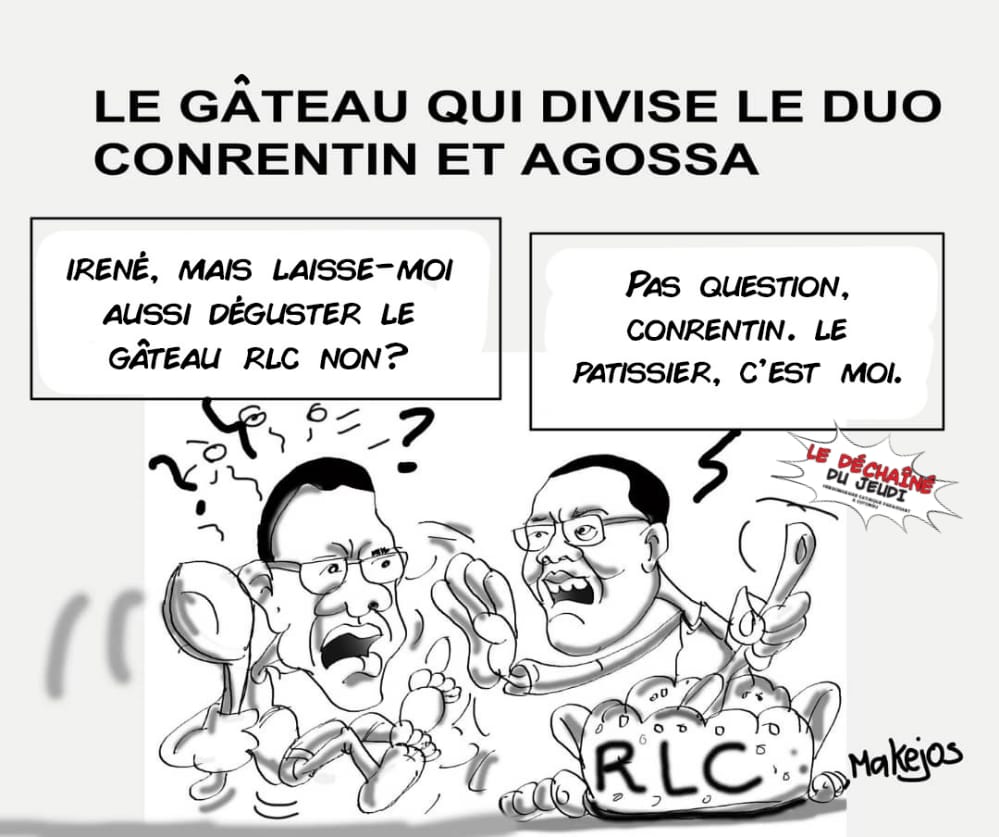 LE GÂTEAU QUI DIVISE LE DUO
CONRENTIN ET AGOSSA
IRENÉ, MAIS LAISSE-MOI
AUSSI DÉGUSTER LE
GÂTEAU RLC NON?
PAS QUESTION,
CONRENTIN. LE
PATISSIER, C'EST MOI.
?
LE DÉCHAÎNÉ
DU JEUDI
RLC
Makejos